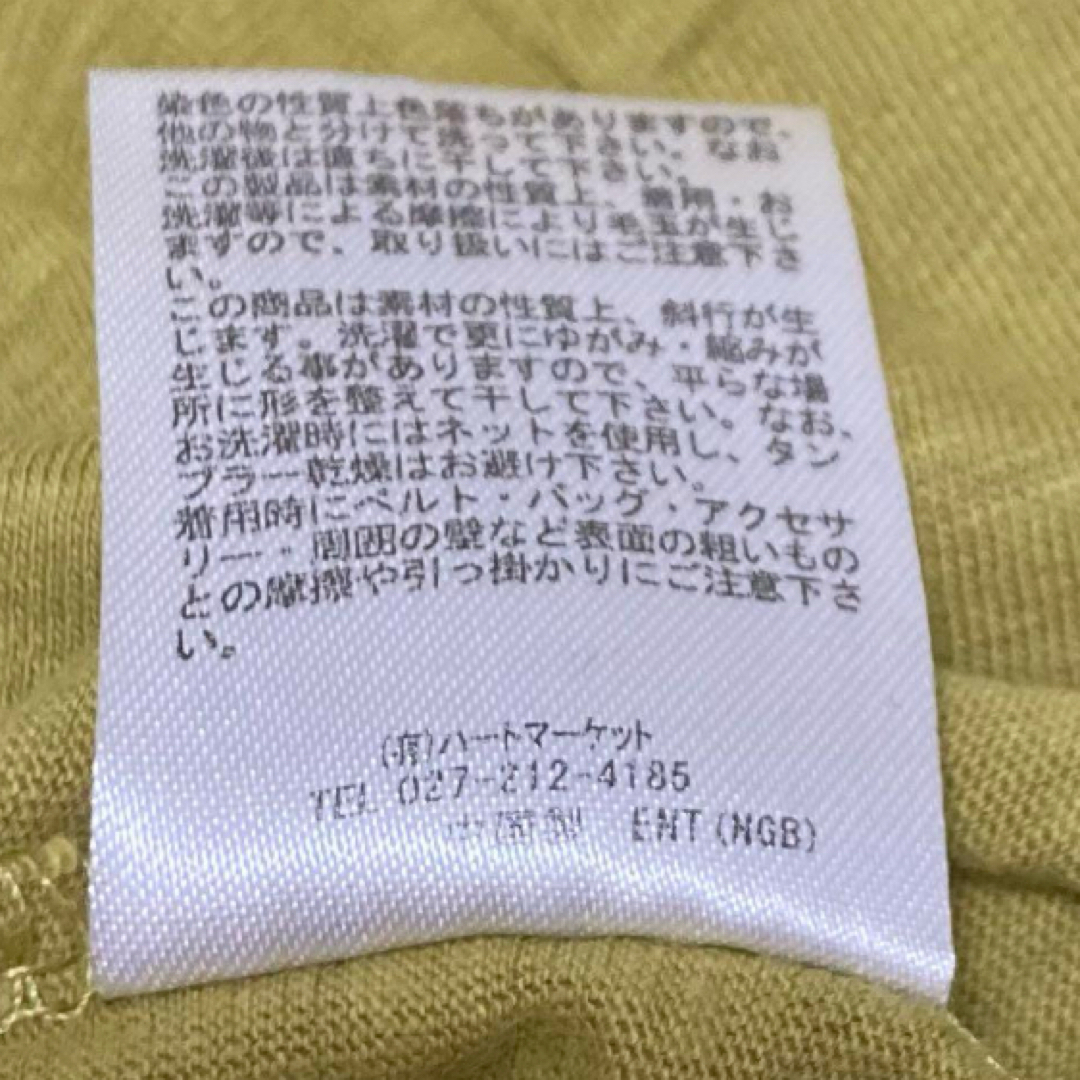 染色の性質上色落ちがありますので、
他の物と分けて洗って下さい。なお
洗濯後は直ちに干して下さい。
この製品は素材の性質上、着用・お
洗濯等による摩擦により毛玉が生じ
ますので、取り扱いにはご注意下さ
い。
この商品は素材の性質上、斜行が生
じます。洗濯で更にゆがみ・縮みが
生じる事がありますので、平らな場
所に形を整えて干して下さい。なお、
お洗濯時にはネットを使用し、タン
ブラー乾燥はお避け下さい。
着用時にベルト・バッグ・アクセサ
リー・周囲の壁など表面の粗いもの
との摩擦や引っ掛かりにご注意下さ
い。
(有)ハートマーケット
TEL 027-212-4185
中国製 ENT(NGB)